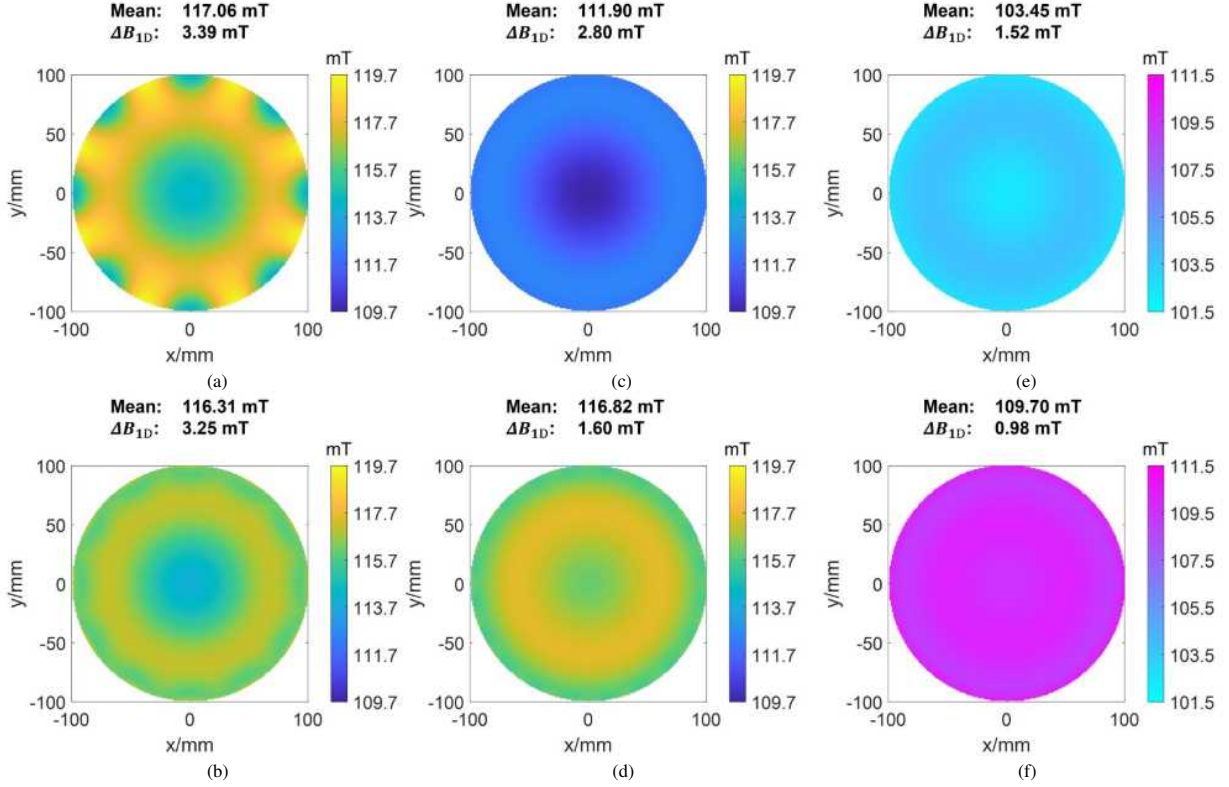 Mean: 117.06 mT
ΔB1D: 3.39 mT
mT
100
50
0
-50
-100
y/mm
-100 0 100
x/mm
119.7
117.7
115.7
113.7
111.7
109.7
(a)
Mean: 111.90 mT
ΔB1D: 2.80 mT
mT
100
50
0
-50
-100
y/mm
-100 0 100
x/mm
119.7
117.7
115.7
113.7
111.7
109.7
(c)
Mean: 103.45 mT
ΔB1D: 1.52 mT
mT
100
50
0
-50
-100
y/mm
-100 0 100
x/mm
111.5
109.5
107.5
105.5
103.5
101.5
(e)
Mean: 116.31 mT
ΔB1D: 3.25 mT
mT
100
50
0
-50
-100
y/mm
-100 0 100
x/mm
119.7
117.7
115.7
113.7
111.7
109.7
(b)
Mean: 116.82 mT
ΔB1D: 1.60 mT
mT
100
50
0
-50
-100
y/mm
-100 0 100
x/mm
119.7
117.7
115.7
113.7
111.7
109.7
(d)
Mean: 109.70 mT
ΔB1D: 0.98 mT
mT
100
50
0
-50
-100
y/mm
-100 0 100
x/mm
111.5
109.5
107.5
105.5
103.5
101.5
(f)